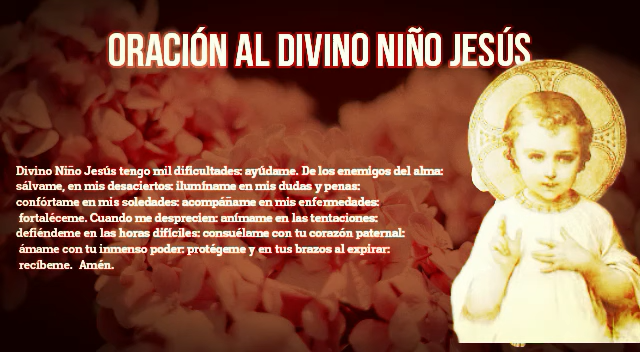 ORACIÓN AL DIVINO NIÑO JESÚS
Divino Niño Jesús tengo mil dificultades: ayúdame. De los enemigos del alma:
sálvame, en mis desaciertos: ilumíname en mis dudas y penas:
confórtame en mis soledades: acompáñame en mis enfermedades:
fortaléceme. Cuando me desprecien: anímame en las tentaciones:
defiéndeme en las horas difíciles: consuélame con tu corazón paternal:
ámame con tu inmenso poder: protégeme y en tus brazos al expirar:
recíbeme. Amén.